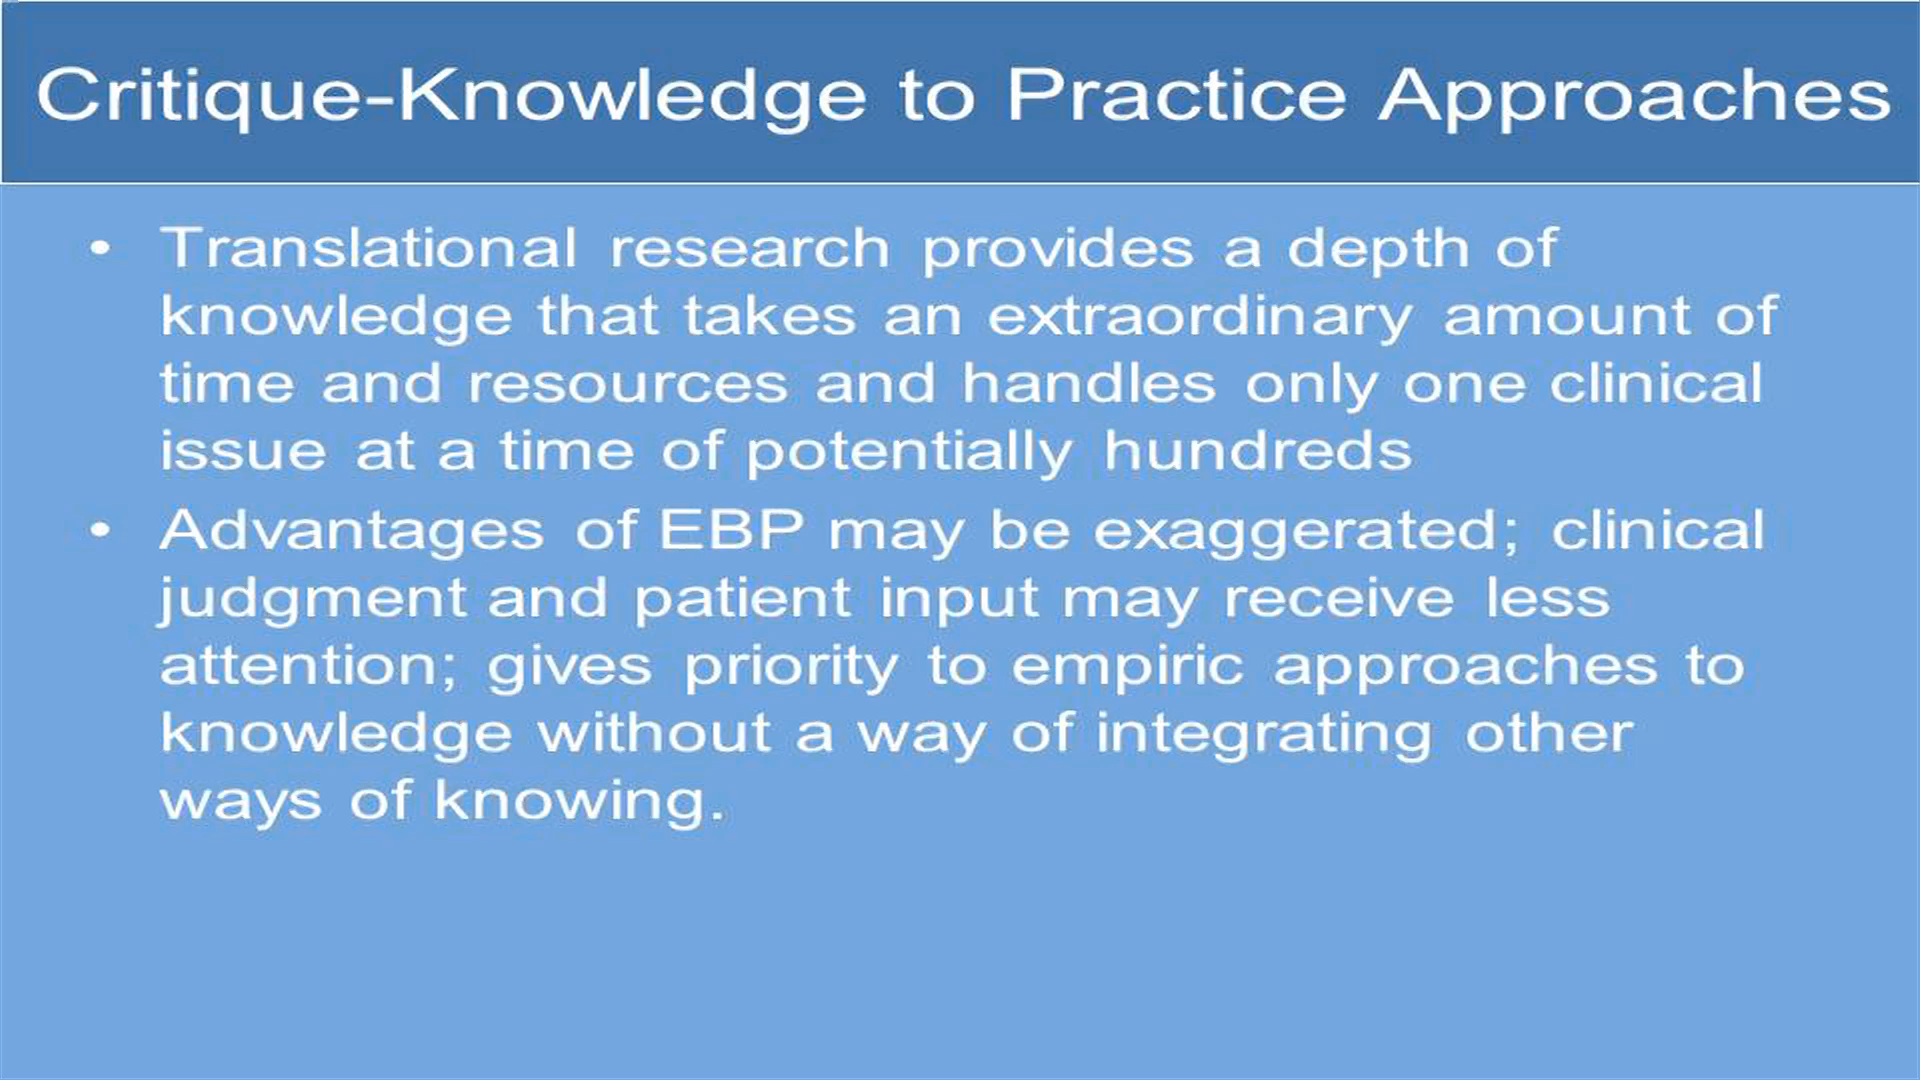 Critique-Knowledge to Practice Approaches
• Translational research provides a depth of
knowledge that takes an extraordinary amount of
time and resources and handles only one clinical
issue at a time of potentially hundreds
• Advantages of EBP may be exaggerated; clinical
judgment and patient input may receive less
attention; gives priority to empiric approaches to
knowledge without a way of integrating other
ways of knowing.